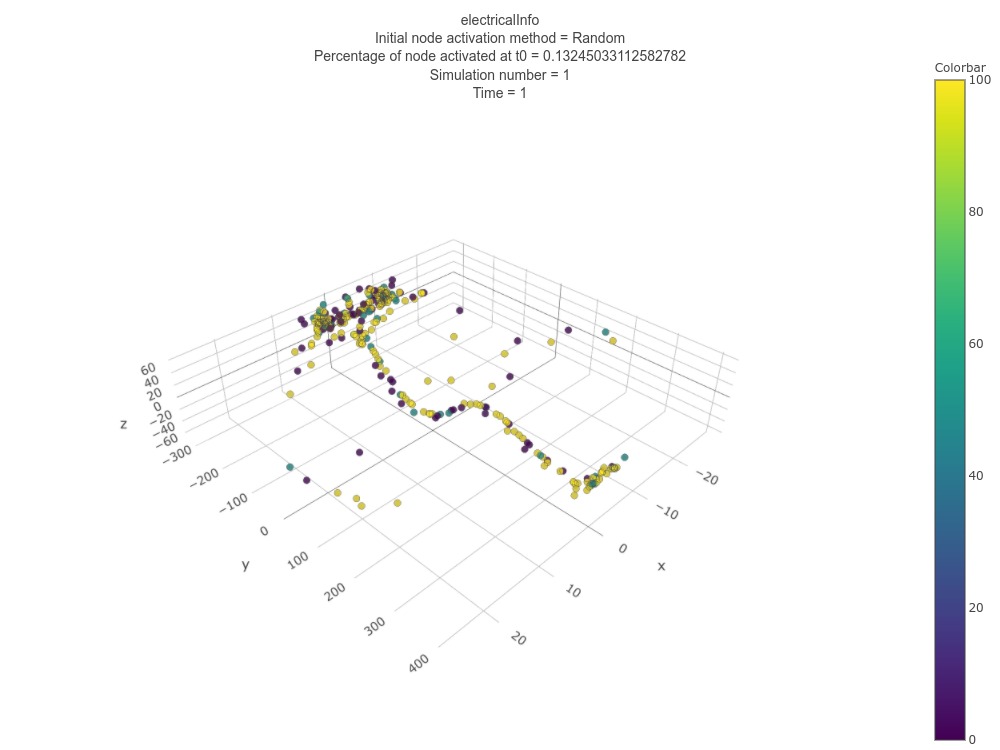 electricalInfo
Initial node activation method = Random
Percentage of node activated at t0 = 0.13245033112582782
Simulation number = 1
Time = 1
Colorbar
100
80
60
40
20
0
60
40
20
0
−20
−40
−60
z
−300
−200
−100
0
100
200
300
400
y
−20
−10
0
10
20
x